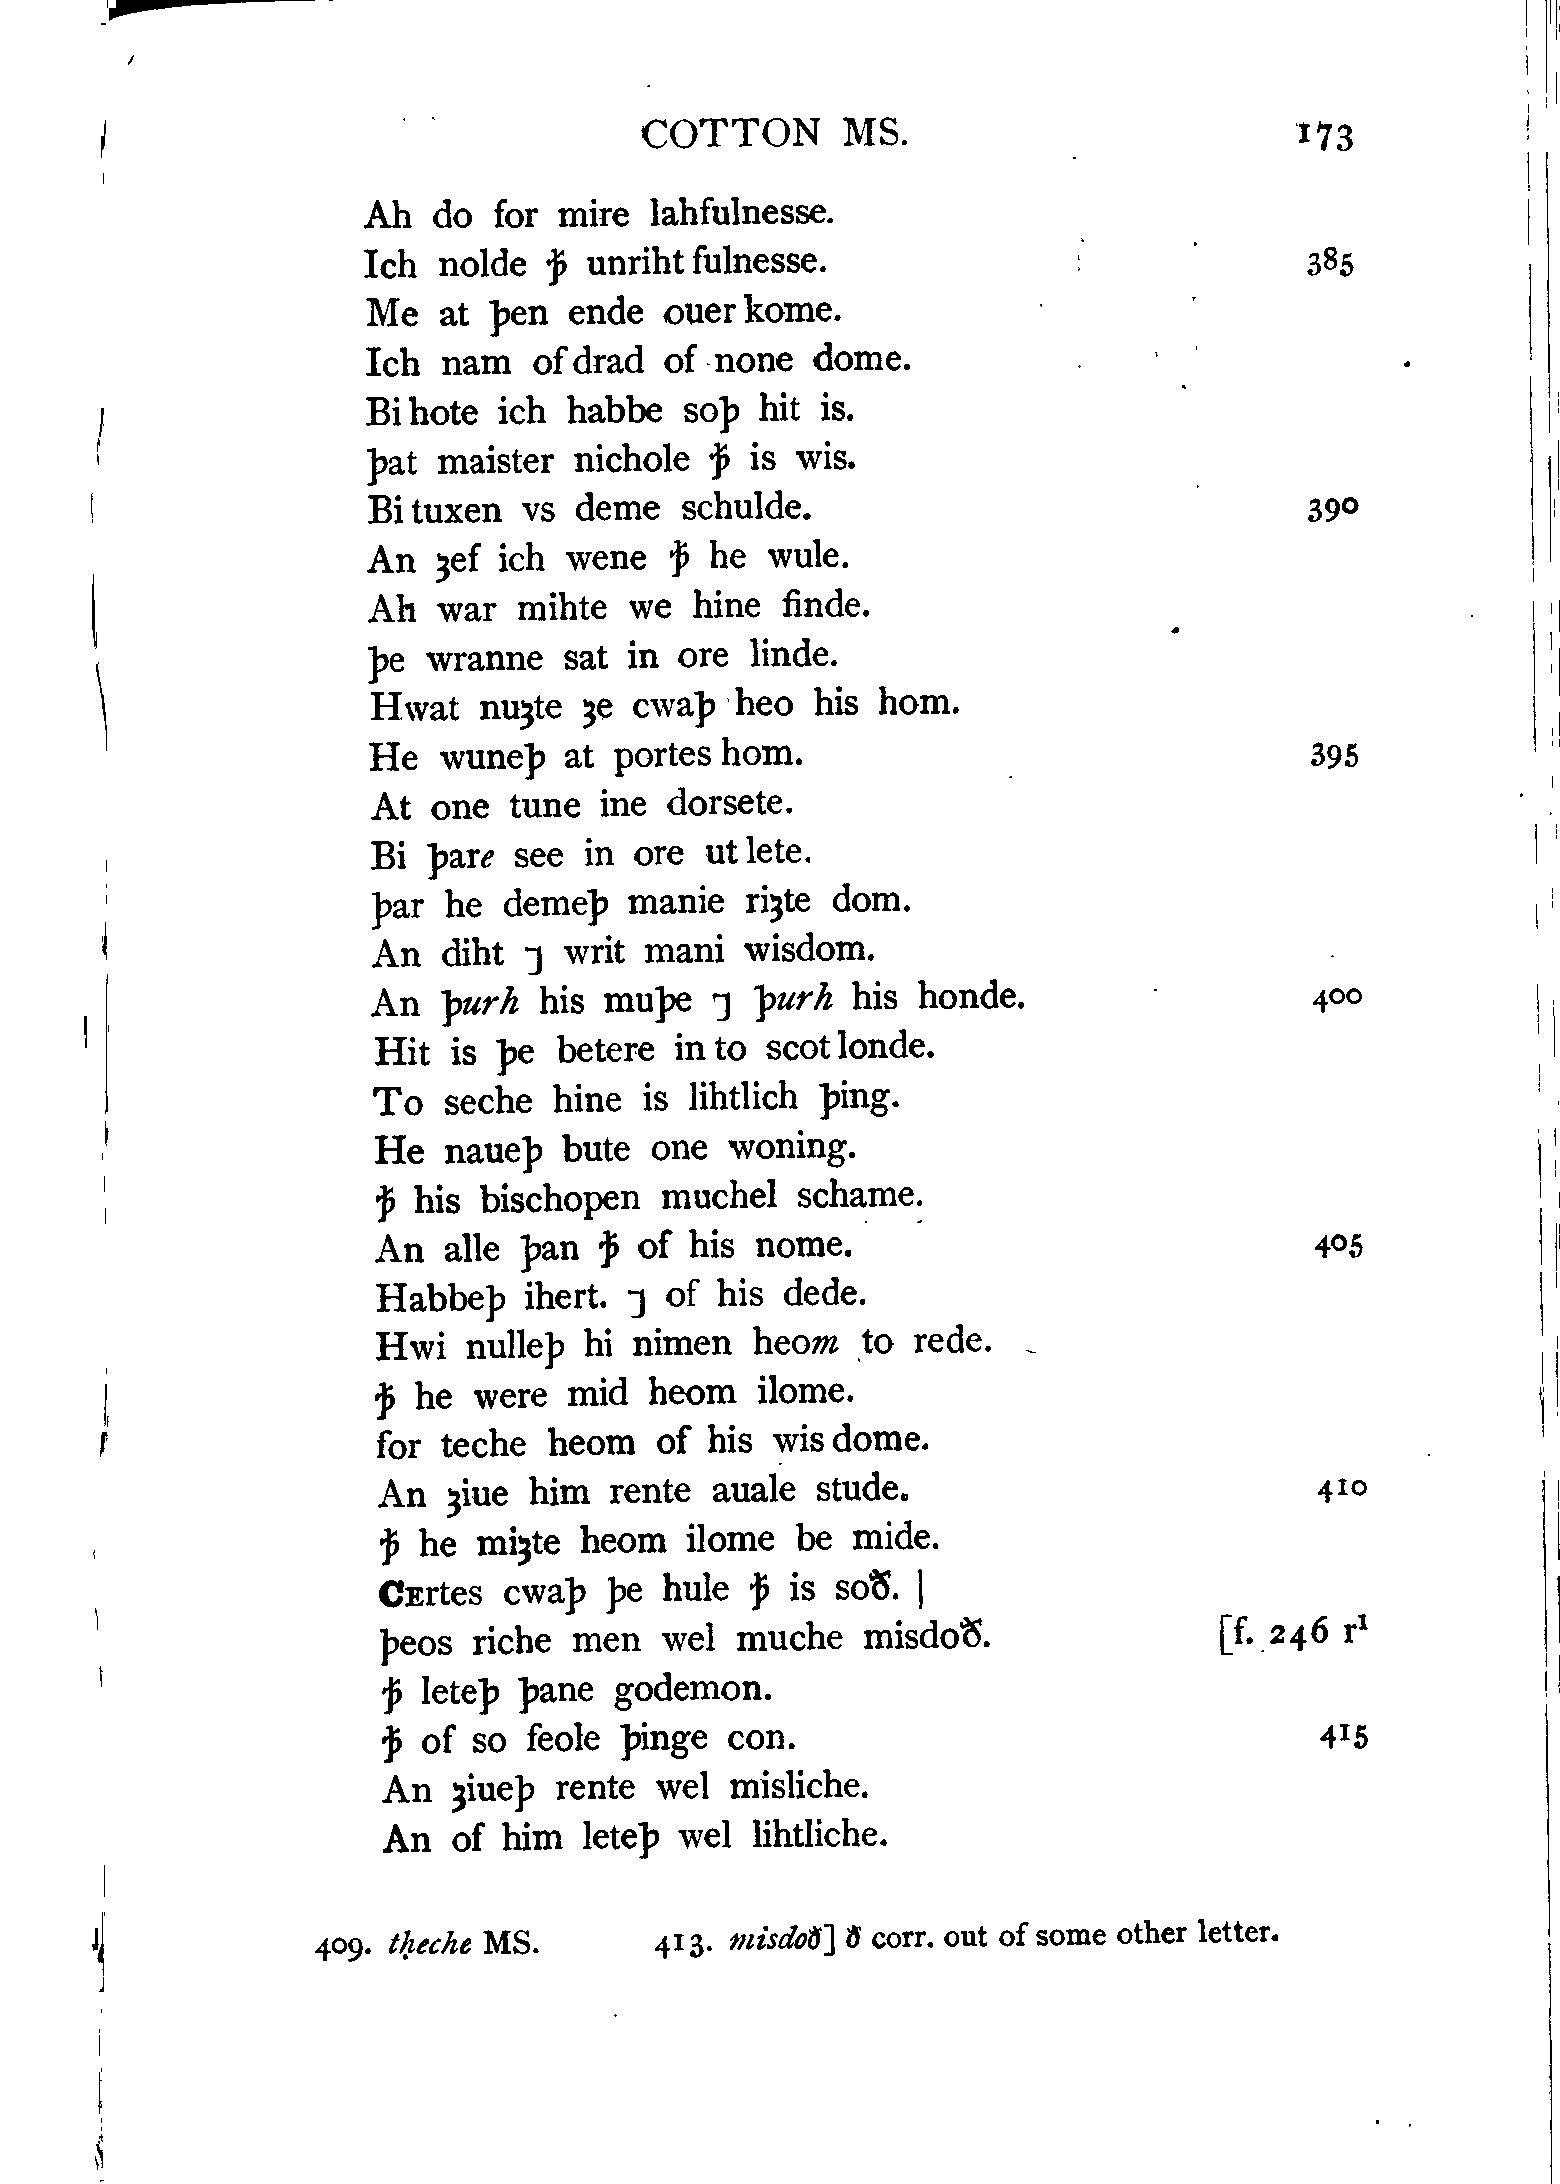 COTTON MS. 173
Ah do for mire lahfulnesse.
Ich nolde ꝥ unriht fulnesse. 385
Me at þen ende ouer kome.
Ich nam of drad of none dome.
Bi hote ich habbe soþ hit is.
þat maister nichole ꝥ is wis.
Bi tuxen vs deme schulde. 390
An ȝef ich wene ꝥ he wule.
Ah war mihte we hine finde.
þe wranne sat in ore linde.
Hwat nuȝte ȝe cwaþ heo his hom.
He wuneþ at portes hom. 395
At one tune ine dorsete.
Bi þare see in ore ut lete.
þar he demeþ manie riȝte dom.
An diht ⁊ writ mani wisdom.
An þurh his muþe ⁊ þurh his honde. 400
Hit is þe betere in to scot londe.
To seche hine is lihtlich þing.
He naueþ bute one woning.
ꝥ his bischopen muchel schame.
An alle þan ꝥ of his nome. 405
Habbeþ ihert. ⁊ of his dede.
Hwi nulleþ hi nimen heom to rede.
ꝥ he were mid heom ilome.
for teche heom of his wis dome.
An ȝiue him rente auale stude. 410
ꝥ he miȝte heom ilome be mide.
CErtes cwaþ þe hule ꝥ is soð. |
þeos riche men wel muche misdoð. [f. 246 r¹
ꝥ leteþ þane godemon.
ꝥ of so feole þinge con. 415
An ȝiueþ rente wel misliche.
An of him leteþ wel lihtliche.
409. tḥeche MS. 413. misdoð] ð corr. out of some other letter.